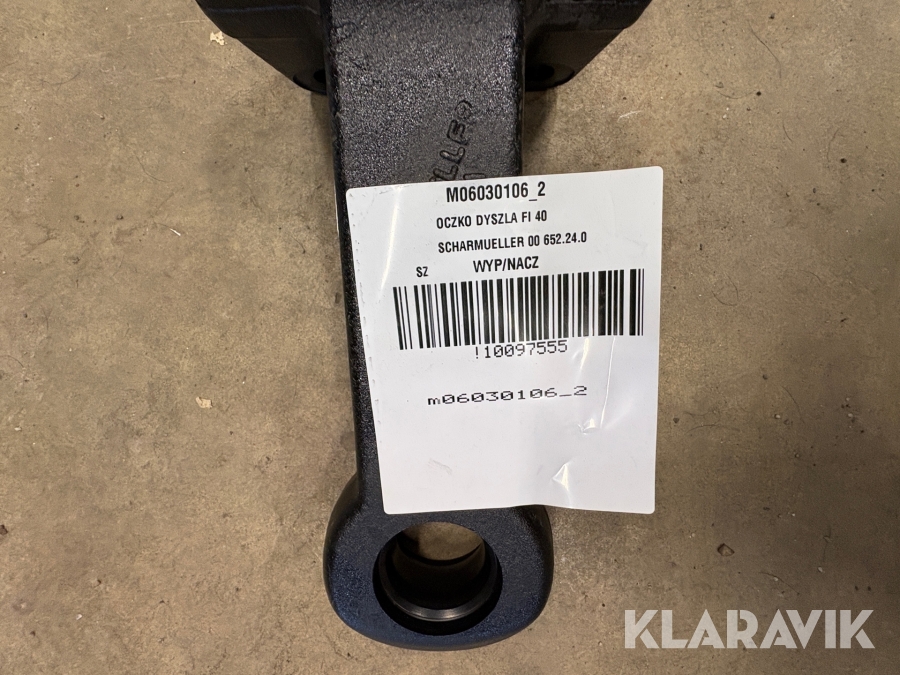 M06030106_2
OCZKO DYSZLA FI 40
SCHARMUELLER 00 652.24.0
SZ WYP/NACZ
!10097555
m06030106_2
KLARAVIK